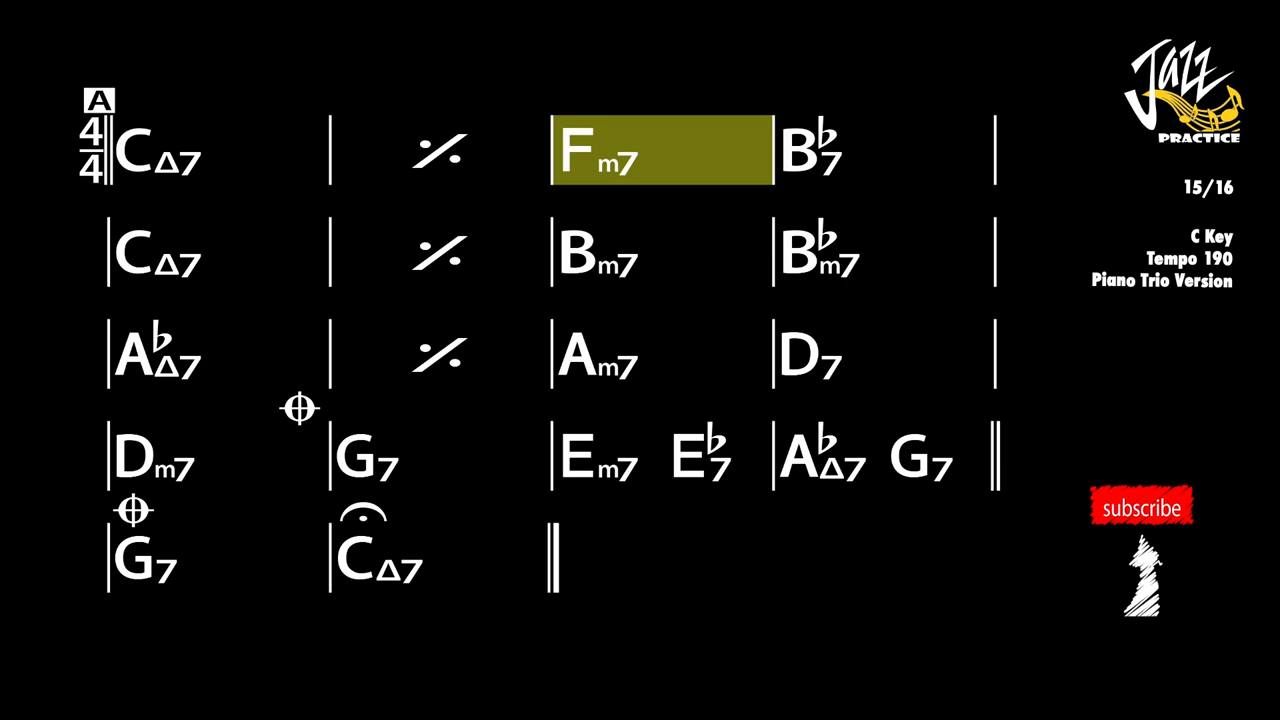 A
4/4 CΔ7 | 𝄎 | Fm7 | B♭7 |
Jazz
PRACTICE
15/16
C Key
Tempo 190
Piano Trio Version
| CΔ7 | 𝄎 | Bm7 | B♭m7 |
| A♭Δ7 | 𝄎 | Am7 | D7 |
| Dm7 𝄌 | G7 | Em7 E♭7 | A♭Δ7 G7 ||
𝄌 𝄐
| G7 | CΔ7 ||
subscribe